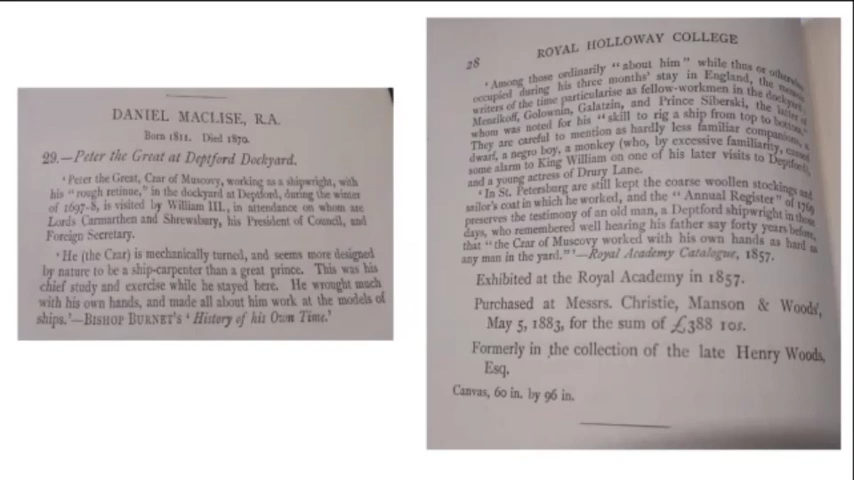 DANIEL MACLISE, R.A.
Born 1811. Died 1870.
29.—Peter the Great at Deptford Dockyard.
‘Peter the Great, Czar of Muscovy, working as a shipwright, with
his “rough retinue,” in the dockyard at Deptford, during the winter
of 1697-8, is visited by William III., in attendance on whom are
Lords Carmarthen and Shrewsbury, his President of Council, and
Foreign Secretary.
‘He (the Czar) is mechanically turned, and seems more designed
by nature to be a ship-carpenter than a great prince. This was his
chief study and exercise while he stayed here. He wrought much
with his own hands, and made all about him work at the models of
ships.’—BISHOP BURNET’S ‘History of his Own Time.’
28 ROYAL HOLLOWAY COLLEGE
‘Among those ordinarily “about him” while thus or otherwise
occupied during his three months’ stay in England, the
writers of the time particularise as fellow-workmen in the dockyard,
Menzikoff, Golownin, Galatzin, and Prince Siberski, the latter of
whom was noted for his “skill to rig a ship from top to bottom.”
They are careful to mention as hardly less familiar companions, a
dwarf, a negro boy, a monkey (who, by excessive familiarity, caused
some alarm to King William on one of his later visits to Deptford),
and a young actress of Drury Lane.
‘In St. Petersburg are still kept the coarse woollen stockings and
sailor’s coat in which he worked, and the “Annual Register” of 1769
preserves the testimony of an old man, a Deptford shipwright in those
days, who remembered well hearing his father say forty years before,
that “the Czar of Muscovy worked with his own hands as hard as
any man in the yard.”’—Royal Academy Catalogue, 1857.
Exhibited at the Royal Academy in 1857.
Purchased at Messrs. Christie, Manson & Woods’,
May 5, 1883, for the sum of £388 10s.
Formerly in the collection of the late Henry Woods,
Esq.
Canvas, 60 in. by 96 in.